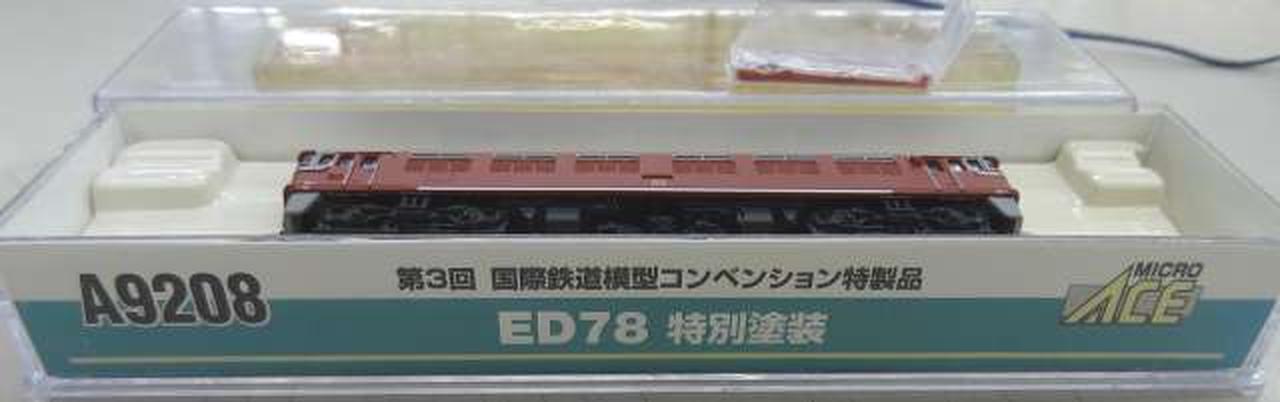 A9208
第3回 国際鉄道模型コンベンション特製品
ED78 特別塗装
MICRO
ACE